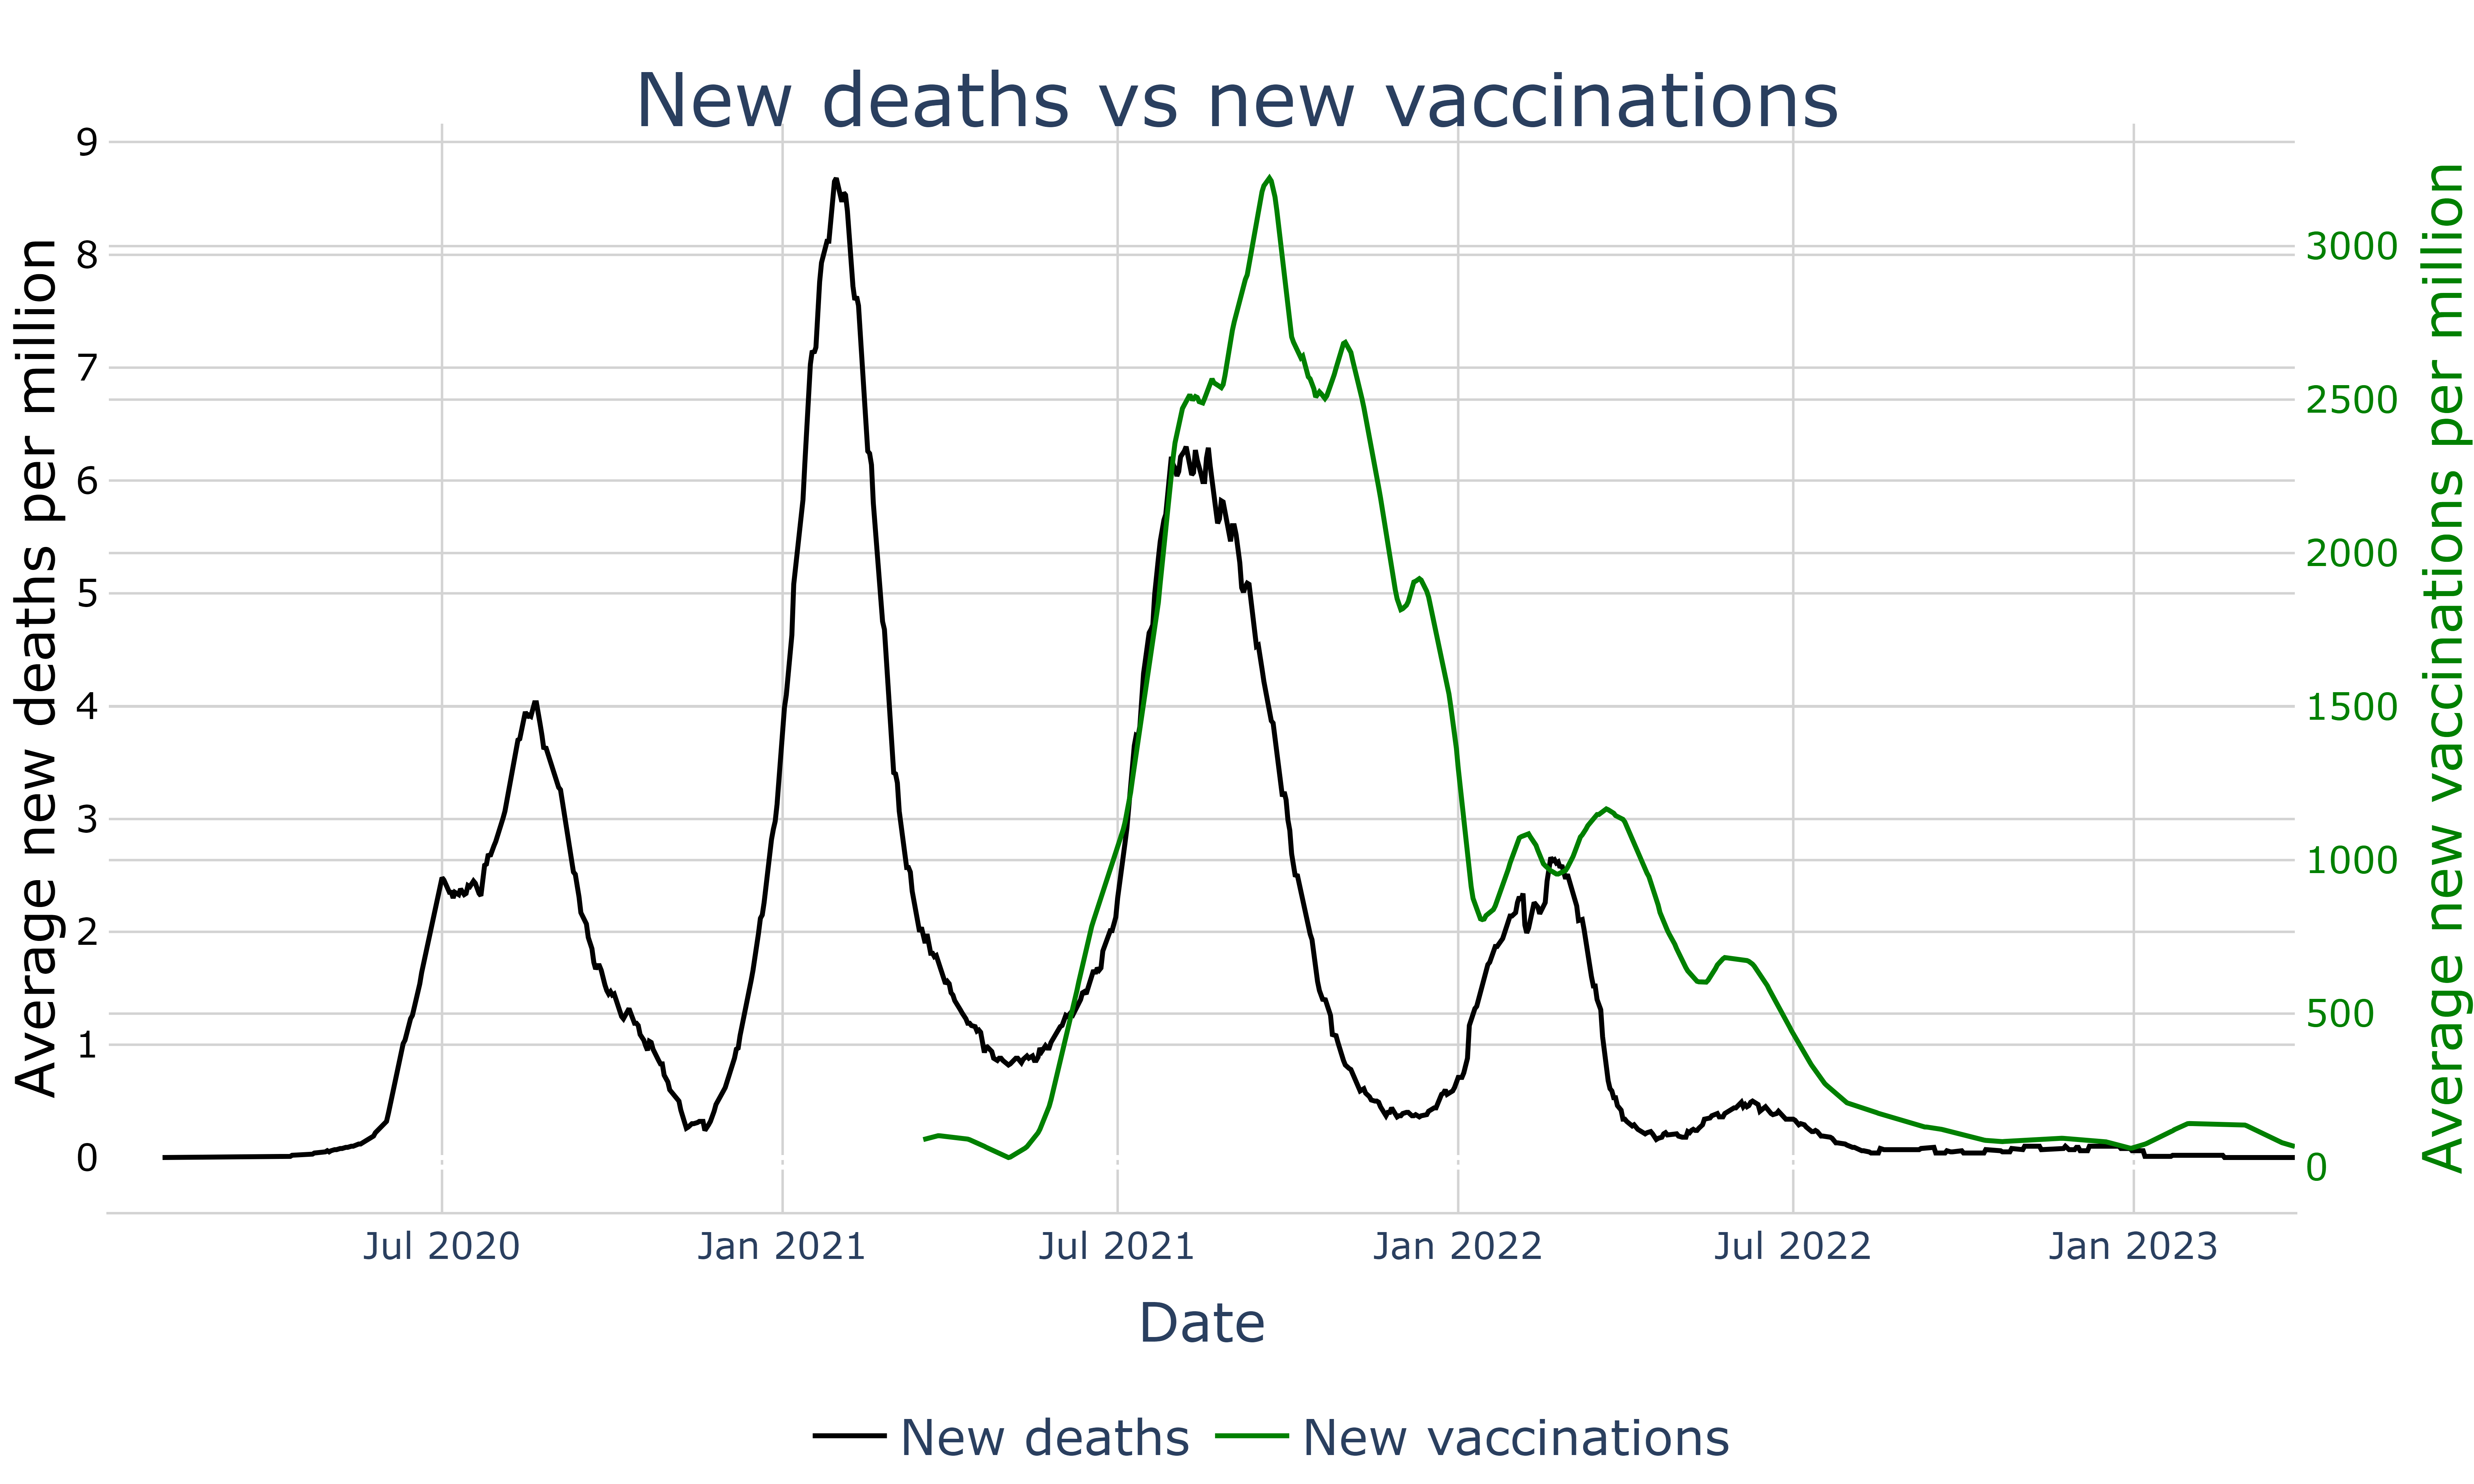 New deaths vs new vaccinations
Average new deaths per million
9
8
7
6
5
4
3
2
1
0
3000
2500
2000
1500
1000
500
0
Average new vaccinations per million
Jul 2020
Jan 2021
Jul 2021
Jan 2022
Jul 2022
Jan 2023
Date
New deaths
New vaccinations